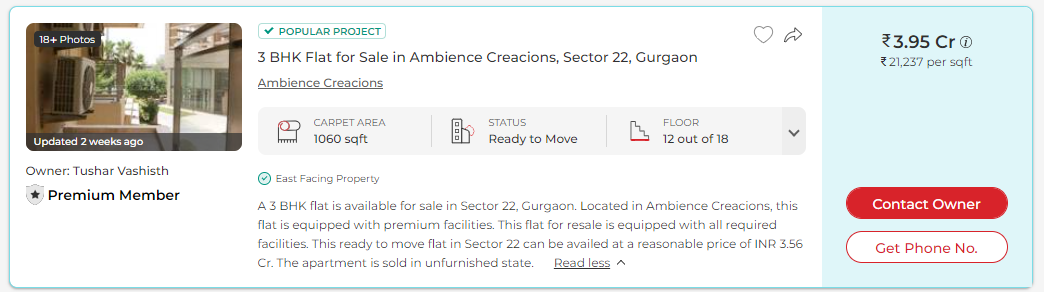 18+ Photos
Updated 2 weeks ago
Owner: Tushar Vashisth
Premium Member
POPULAR PROJECT
3 BHK Flat for Sale in Ambience Creacions, Sector 22, Gurgaon
Ambience Creacions
CARPET AREA
1060 sqft
STATUS
Ready to Move
FLOOR
12 out of 18
East Facing Property
A 3 BHK flat is available for sale in Sector 22, Gurgaon. Located in Ambience Creacions, this
flat is equipped with premium facilities. This flat for resale is equipped with all required
facilities. This ready to move flat in Sector 22 can be availed at a reasonable price of INR 3.56
Cr. The apartment is sold in unfurnished state. Read less
₹3.95 Cr
₹21,237 per sqft
Contact Owner
Get Phone No.